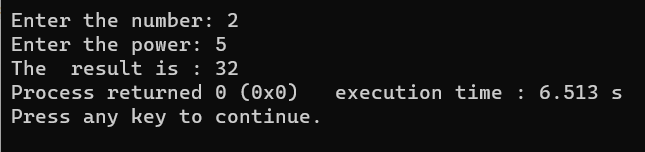 Enter the number: 2
Enter the power: 5
The  result is : 32
Process returned 0 (0x0)   execution time : 6.513 s
Press any key to continue.